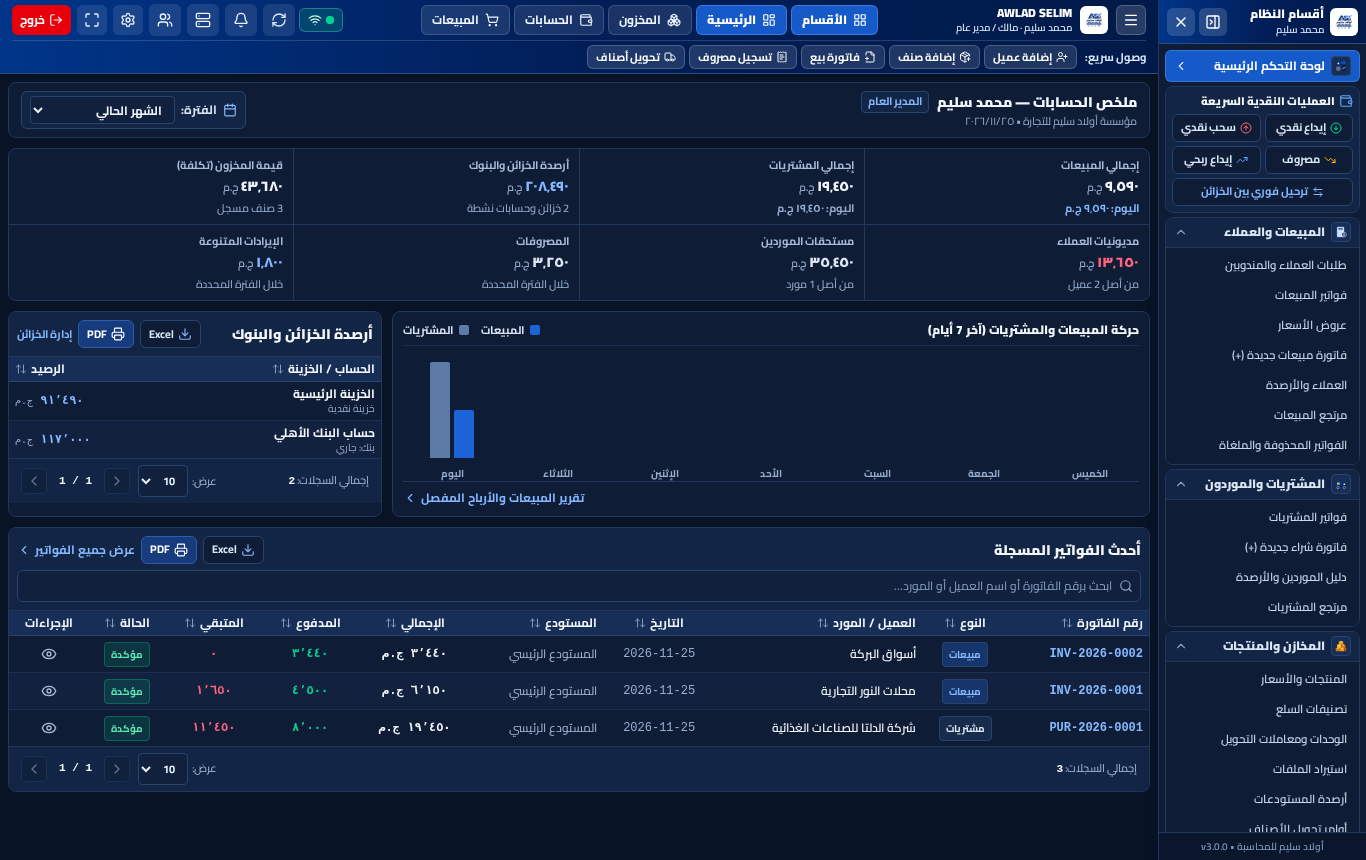 أقسام النظام
محمد سليم
AWLAD SELIM
محمد سليم · مالك / مدير عام
الأقسام
الرئيسية
المخزون
الحسابات
المبيعات
خروج
وصول سريع:
إضافة عميل
إضافة صنف
فاتورة بيع
تسجيل مصروف
تحويل أصناف
لوحة التحكم الرئيسية
العمليات النقدية السريعة
إيداع نقدي
سحب نقدي
مصروف
إيداع ربحي
ترحيل فوري بين الخزائن
المبيعات والعملاء
طلبات العملاء والمندوبين
فواتير المبيعات
عروض الأسعار
فاتورة مبيعات جديدة (+)
العملاء والأرصدة
مرتجع المبيعات
الفواتير المحذوفة والملغاة
المشتريات والموردون
فواتير المشتريات
فاتورة شراء جديدة (+)
دليل الموردين والأرصدة
مرتجع المشتريات
المخازن والمنتجات
المنتجات والأسعار
تصنيفات السلع
الوحدات ومعاملات التحويل
استيراد الملفات
أرصدة المستودعات
أوامر تحويل الأصناف
أولاد سليم للمحاسبة • v3.0.0
ملخص الحسابات — محمد سليم
المدير العام
مؤسسة أولاد سليم للتجارة • ٢٠٢٦/١١/٢٥
الفترة:
الشهر الحالي
إجمالي المبيعات
٩,٥٩٠ ج.م
اليوم: ٩,٥٩٠ ج.م
إجمالي المشتريات
١٩,٤٥٠ ج.م
اليوم: ١٩,٤٥٠ ج.م
أرصدة الخزائن والبنوك
٢٠٨,٤٩٠ ج.م
2 خزائن وحسابات نشطة
قيمة المخزون (تكلفة)
٤٣,٦٨٠ ج.م
3 صنف مسجل
مديونيات العملاء
١٣,٦٥٠ ج.م
من أصل 2 عميل
مستحقات الموردين
٣٥,٤٥٠ ج.م
من أصل 1 مورد
المصروفات
٣,٢٥٠ ج.م
خلال الفترة المحددة
الإيرادات المتنوعة
١,٨٠٠ ج.م
خلال الفترة المحددة
حركة المبيعات والمشتريات (آخر 7 أيام)
المبيعات
المشتريات
الخميس
الجمعة
السبت
الأحد
الإثنين
الثلاثاء
اليوم
تقرير المبيعات والأرباح المفصل
أرصدة الخزائن والبنوك
Excel
PDF
إدارة الخزائن
الحساب / الخزينة
الرصيد
الخزينة الرئيسية
خزينة نقدية
٩١٬٤٩٠ ج.م
حساب البنك الأهلي
بنك: جاري
١١٧٬٠٠٠ ج.م
إجمالي السجلات: 2
عرض:
10
1 / 1
أحدث الفواتير المسجلة
Excel
PDF
عرض جميع الفواتير
ابحث برقم الفاتورة أو اسم العميل أو المورد...
رقم الفاتورة
النوع
العميل / المورد
التاريخ
المستودع
الإجمالي
المدفوع
المتبقي
الحالة
الإجراءات
INV-2026-0002 مبيعات أسواق البركة 2026-11-25 المستودع الرئيسي ٣٬٤٤٠ ج.م ٣٬٤٤٠ ٠ مؤكدة
INV-2026-0001 مبيعات محلات النور التجارية 2026-11-25 المستودع الرئيسي ٦٬١٥٠ ج.م ٤٬٥٠٠ ١٬٦٥٠ مؤكدة
PUR-2026-0001 مشتريات شركة الدلتا للصناعات الغذائية 2026-11-25 المستودع الرئيسي ١٩٬٤٥٠ ج.م ٨٬٠٠٠ ١١٬٤٥٠ مؤكدة
إجمالي السجلات: 3
عرض:
10
1 / 1